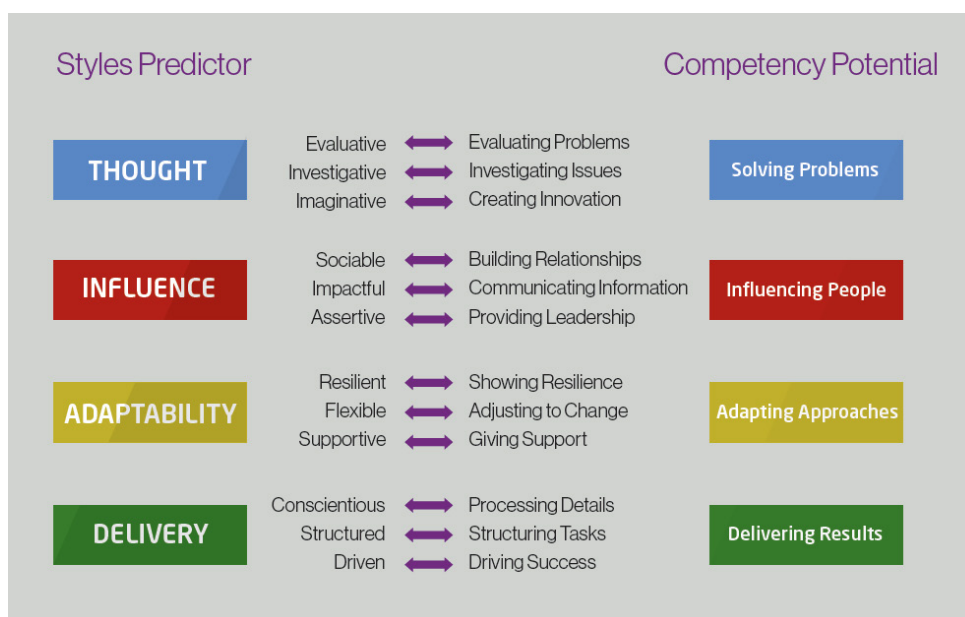 Styles Predictor
Competency Potential
THOUGHT
Evaluative
Evaluating Problems
Investigative
Investigating Issues
Imaginative
Creating Innovation
Solving Problems
INFLUENCE
Sociable
Building Relationships
Impactful
Communicating Information
Assertive
Providing Leadership
Influencing People
ADAPTABILITY
Resilient
Showing Resilience
Flexible
Adjusting to Change
Supportive
Giving Support
Adapting Approaches
DELIVERY
Conscientious
Processing Details
Structured
Structuring Tasks
Driven
Driving Success
Delivering Results